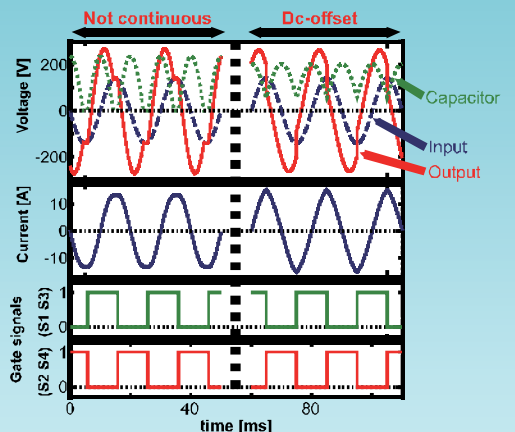 Not continuous Dc-offset
Voltage [V]
200
0
-200
Capacitor
Input
Output
Current [A]
10
0
-10
Gate signals
(S1 S3)
1
0
(S2 S4)
1
0
0 40 80
time [ms]